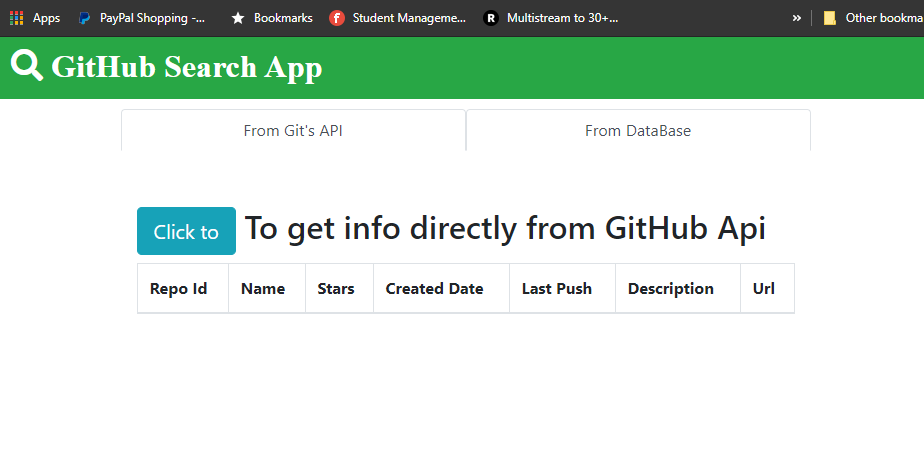 Apps PayPal Shopping -... Bookmarks Student Manageme... Multistream to 30+... » Other bookma
GitHub Search App
From Git's API From DataBase
Click to To get info directly from GitHub Api
Repo Id Name Stars Created Date Last Push Description Url